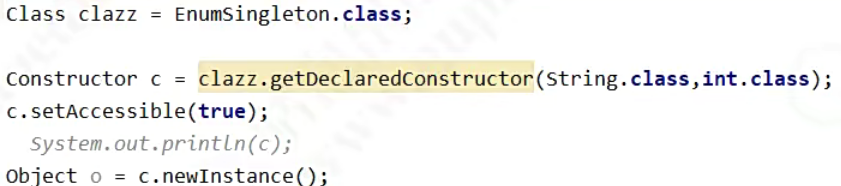 Class clazz = EnumSingleton.class;
Constructor c = clazz.getDeclaredConstructor(String.class,int.class);
c.setAccessible(true);
System.out.println(c);
Object o = c.newInstance();